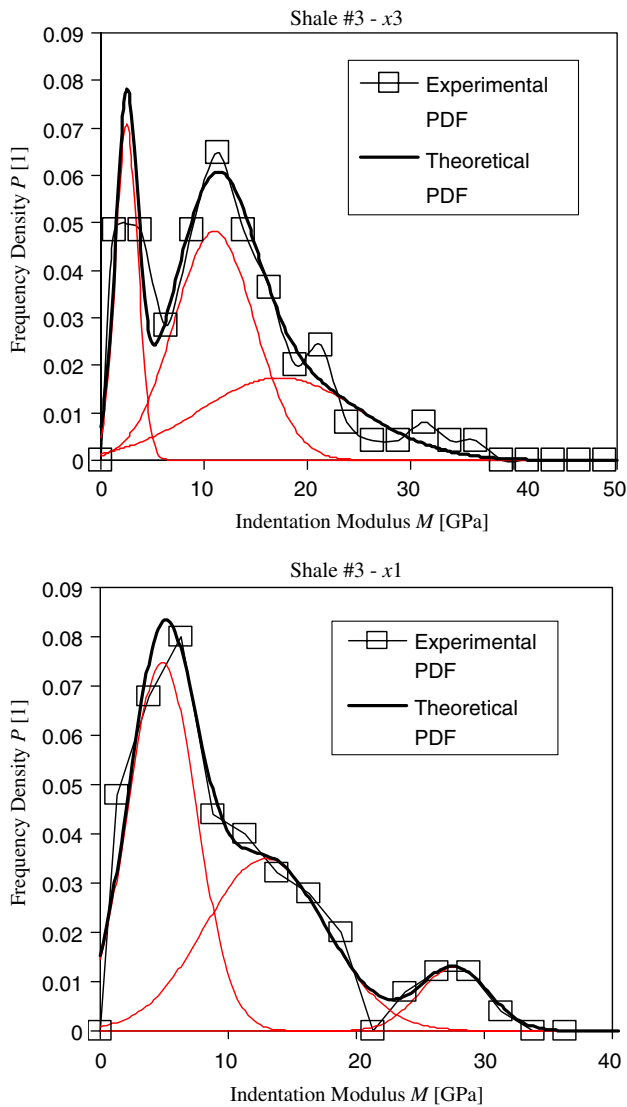 Shale #3 - x3
0.09
0.08
0.07
0.06
0.05
0.04
0.03
0.02
0.01
0
Frequency Density P [1]
Experimental
PDF
Theoretical
PDF
0 10 20 30 40 50
Indentation Modulus M [GPa]
Shale #3 - x1
0.09
0.08
0.07
0.06
0.05
0.04
0.03
0.02
0.01
0
Frequency Density P [1]
Experimental
PDF
Theoretical
PDF
0 10 20 30 40
Indentation Modulus M [GPa]